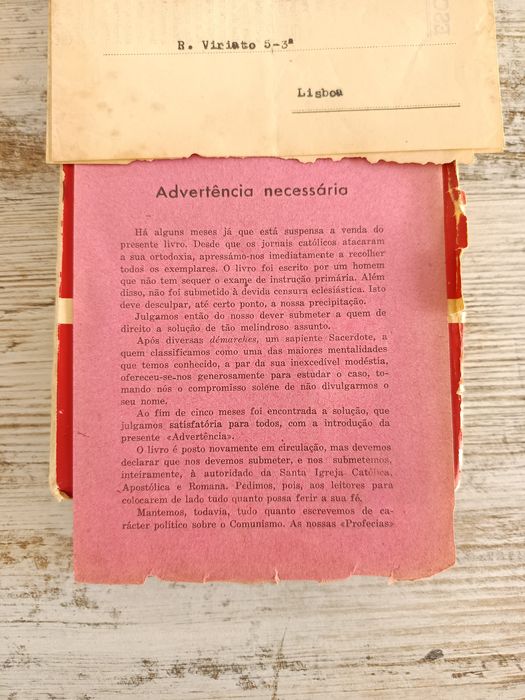 R. Viriato 5-3ª
Lisboa
Advertência necessária
Há alguns meses já que está suspensa a venda do
presente livro. Desde que os jornais católicos atacaram
a sua ortodoxia, apressámo-nos imediatamente a recolher
todos os exemplares. O livro foi escrito por um homem
que não tem sequer o exame de instrução primária. Além
disso, não foi submetido à devida censura eclesiástica. Isto
deve desculpar, até certo ponto, a nossa precipitação.
Julgamos então do nosso dever submeter a quem de
direito a solução de tão melindroso assunto.
Após diversas démarches, um sapiente Sacerdote, a
quem classificamos como uma das maiores mentalidades
que temos conhecido, a par da sua inexcedível modéstia,
ofereceu-se-nos generosamente para estudar o caso, to-
mando nós o compromisso solene de não divulgarmos o
seu nome.
Ao fim de cinco meses foi encontrada a solução, que
julgamos satisfatória para todos, com a introdução da
presente «Advertência».
O livro é posto novamente em circulação, mas devemos
declarar que nos devemos submeter, e nos submetemos,
inteiramente, à autoridade da Santa Igreja Católica,
Apostólica e Romana. Pedimos, pois, aos leitores para
colocarem de lado tudo quanto possa ferir a sua fé.
Mantemos, todavia, tudo quanto escrevemos de ca-
rácter político sobre o Comunismo. As nossas «Profecias»